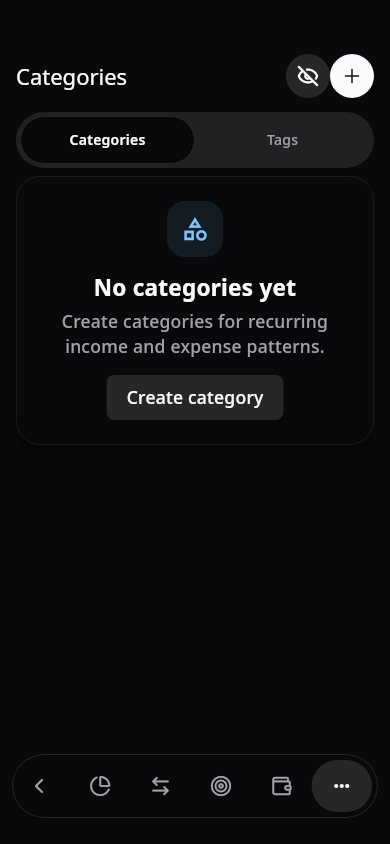 Categories
Categories
Tags
No categories yet
Create categories for recurring
income and expense patterns.
Create category